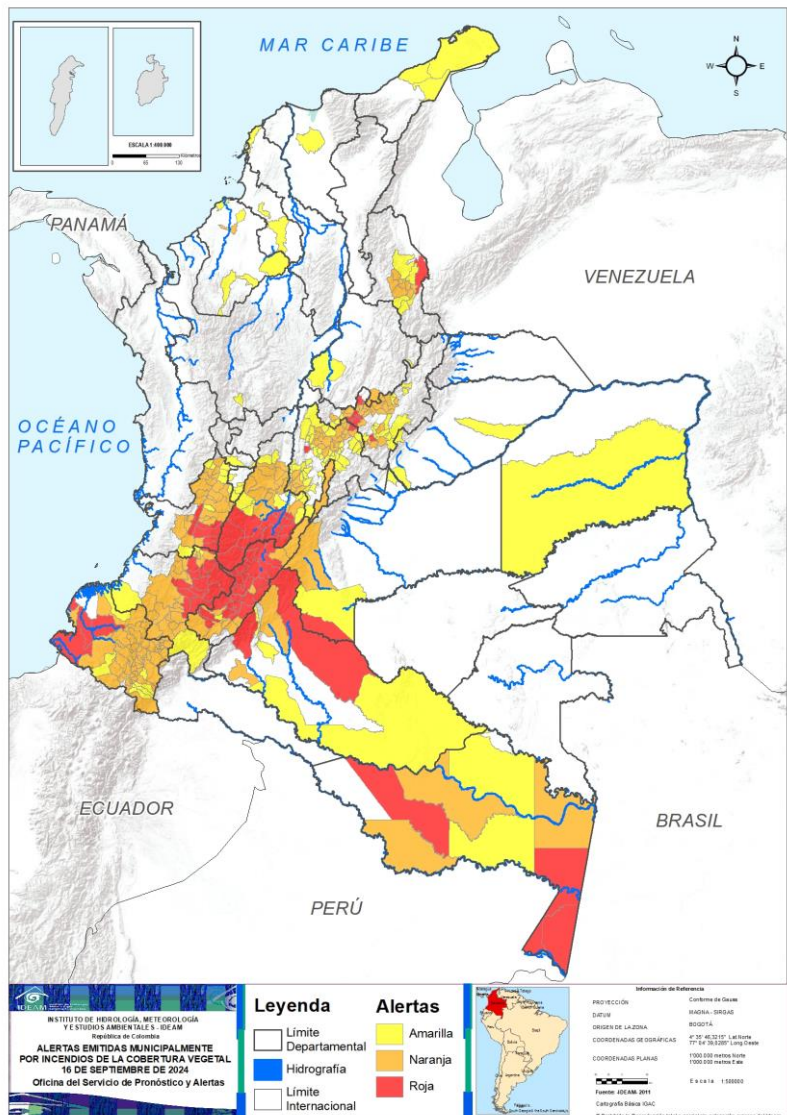 MAR CARIBE
N
W
E
S
ESCALA 1:400.000
PANAMÁ
VENEZUELA
OCÉANO
PACÍFICO
ECUADOR
BRASIL
PERÚ
IDEAM
INSTITUTO DE HIDROLOGÍA, METEOROLOGÍA
Y ESTUDIOS AMBIENTALES - IDEAM
República de Colombia
ALERTAS EMITIDAS MUNICIPALMENTE
POR INCENDIOS DE LA COBERTURA VEGETAL
16 DE SEPTIEMBRE DE 2024
Oficina del Servicio de Pronóstico y Alertas
Leyenda
Límite
Departamental
Hidrografía
Límite
Internacional
Alertas
Amarilla
Naranja
Roja
Información de Referencia
PROYECCIÓN
Conforme de Gauss
DATUM
MAGNA - SIRGAS
ORIGEN DE LA ZONA
BOGOTÁ
COORDENADAS GEOGRÁFICAS
COORDENADAS PLANAS
1'000.000 metros Norte
1'000.000 metros Este
Fuente: IDEAM- 2011
Cartografía Básica IGAC